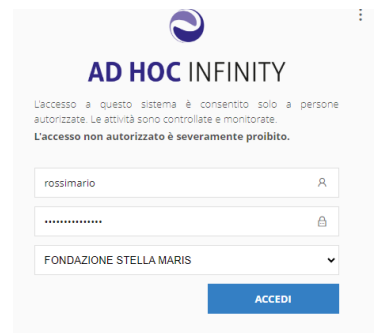 AD HOC INFINITY
L'accesso a questo sistema è consentito solo a persone
autorizzate. Le attività sono controllate e monitorate.
L'accesso non autorizzato è severamente proibito.
rossimario
•••••••••••••••
FONDAZIONE STELLA MARIS
ACCEDI